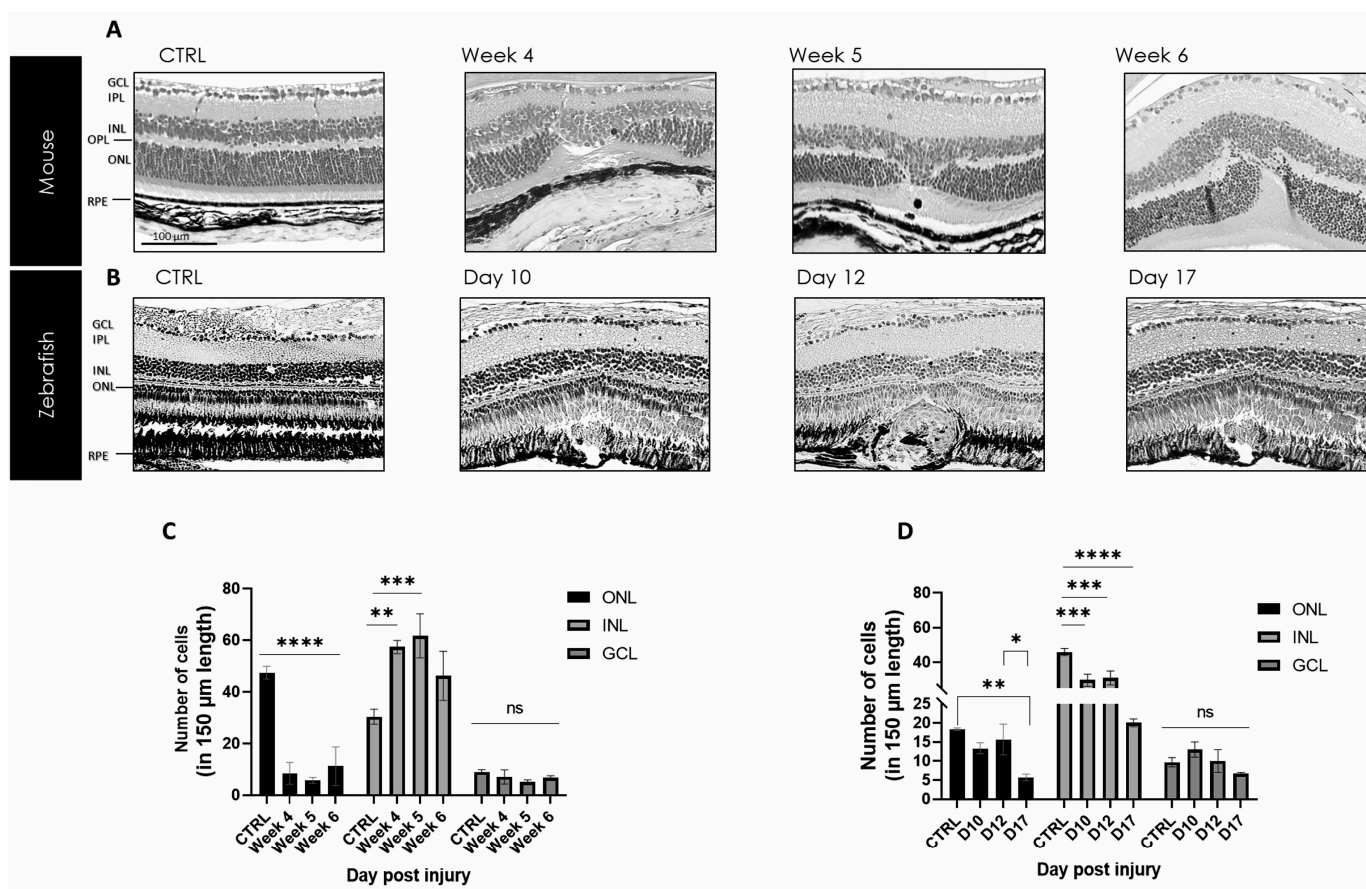 A
CTRL
Week 4
Week 5
Week 6
Mouse
GCL
IPL
INL
OPL
ONL
RPE
100 µm
B
CTRL
Day 10
Day 12
Day 17
Zebrafish
GCL
IPL
INL
ONL
RPE
C
Number of cells
(in 150 µm length)
80
60
40
20
0
****
**
***
ns
ONL
INL
GCL
CTRL
Week 4
Week 5
Week 6
CTRL
Week 4
Week 5
Week 6
CTRL
Week 4
Week 5
Week 6
Day post injury
D
Number of cells
(in 150 µm length)
80
60
40
25
20
15
10
5
0
**
*
***
***
****
ns
ONL
INL
GCL
CTRL
D10
D12
D17
CTRL
D10
D12
D17
CTRL
D10
D12
D17
Day post injury